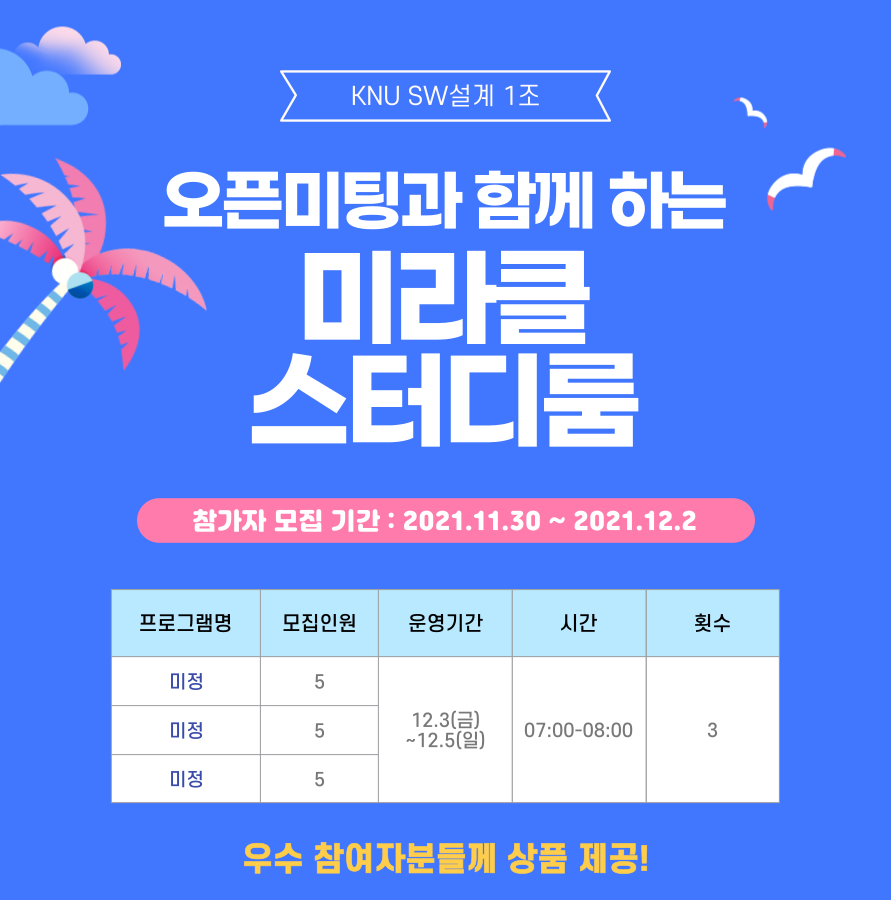 KNU SW설계 1조
오픈미팅과 함께 하는
미라클
스터디룸
참가자 모집 기간 : 2021.11.30 ~ 2021.12.2
프로그램명 모집인원 운영기간 시간 횟수
미정 5
미정 5 12.3(금) 07:00-08:00 3
~12.5(일)
미정 5
우수 참여자분들께 상품 제공!